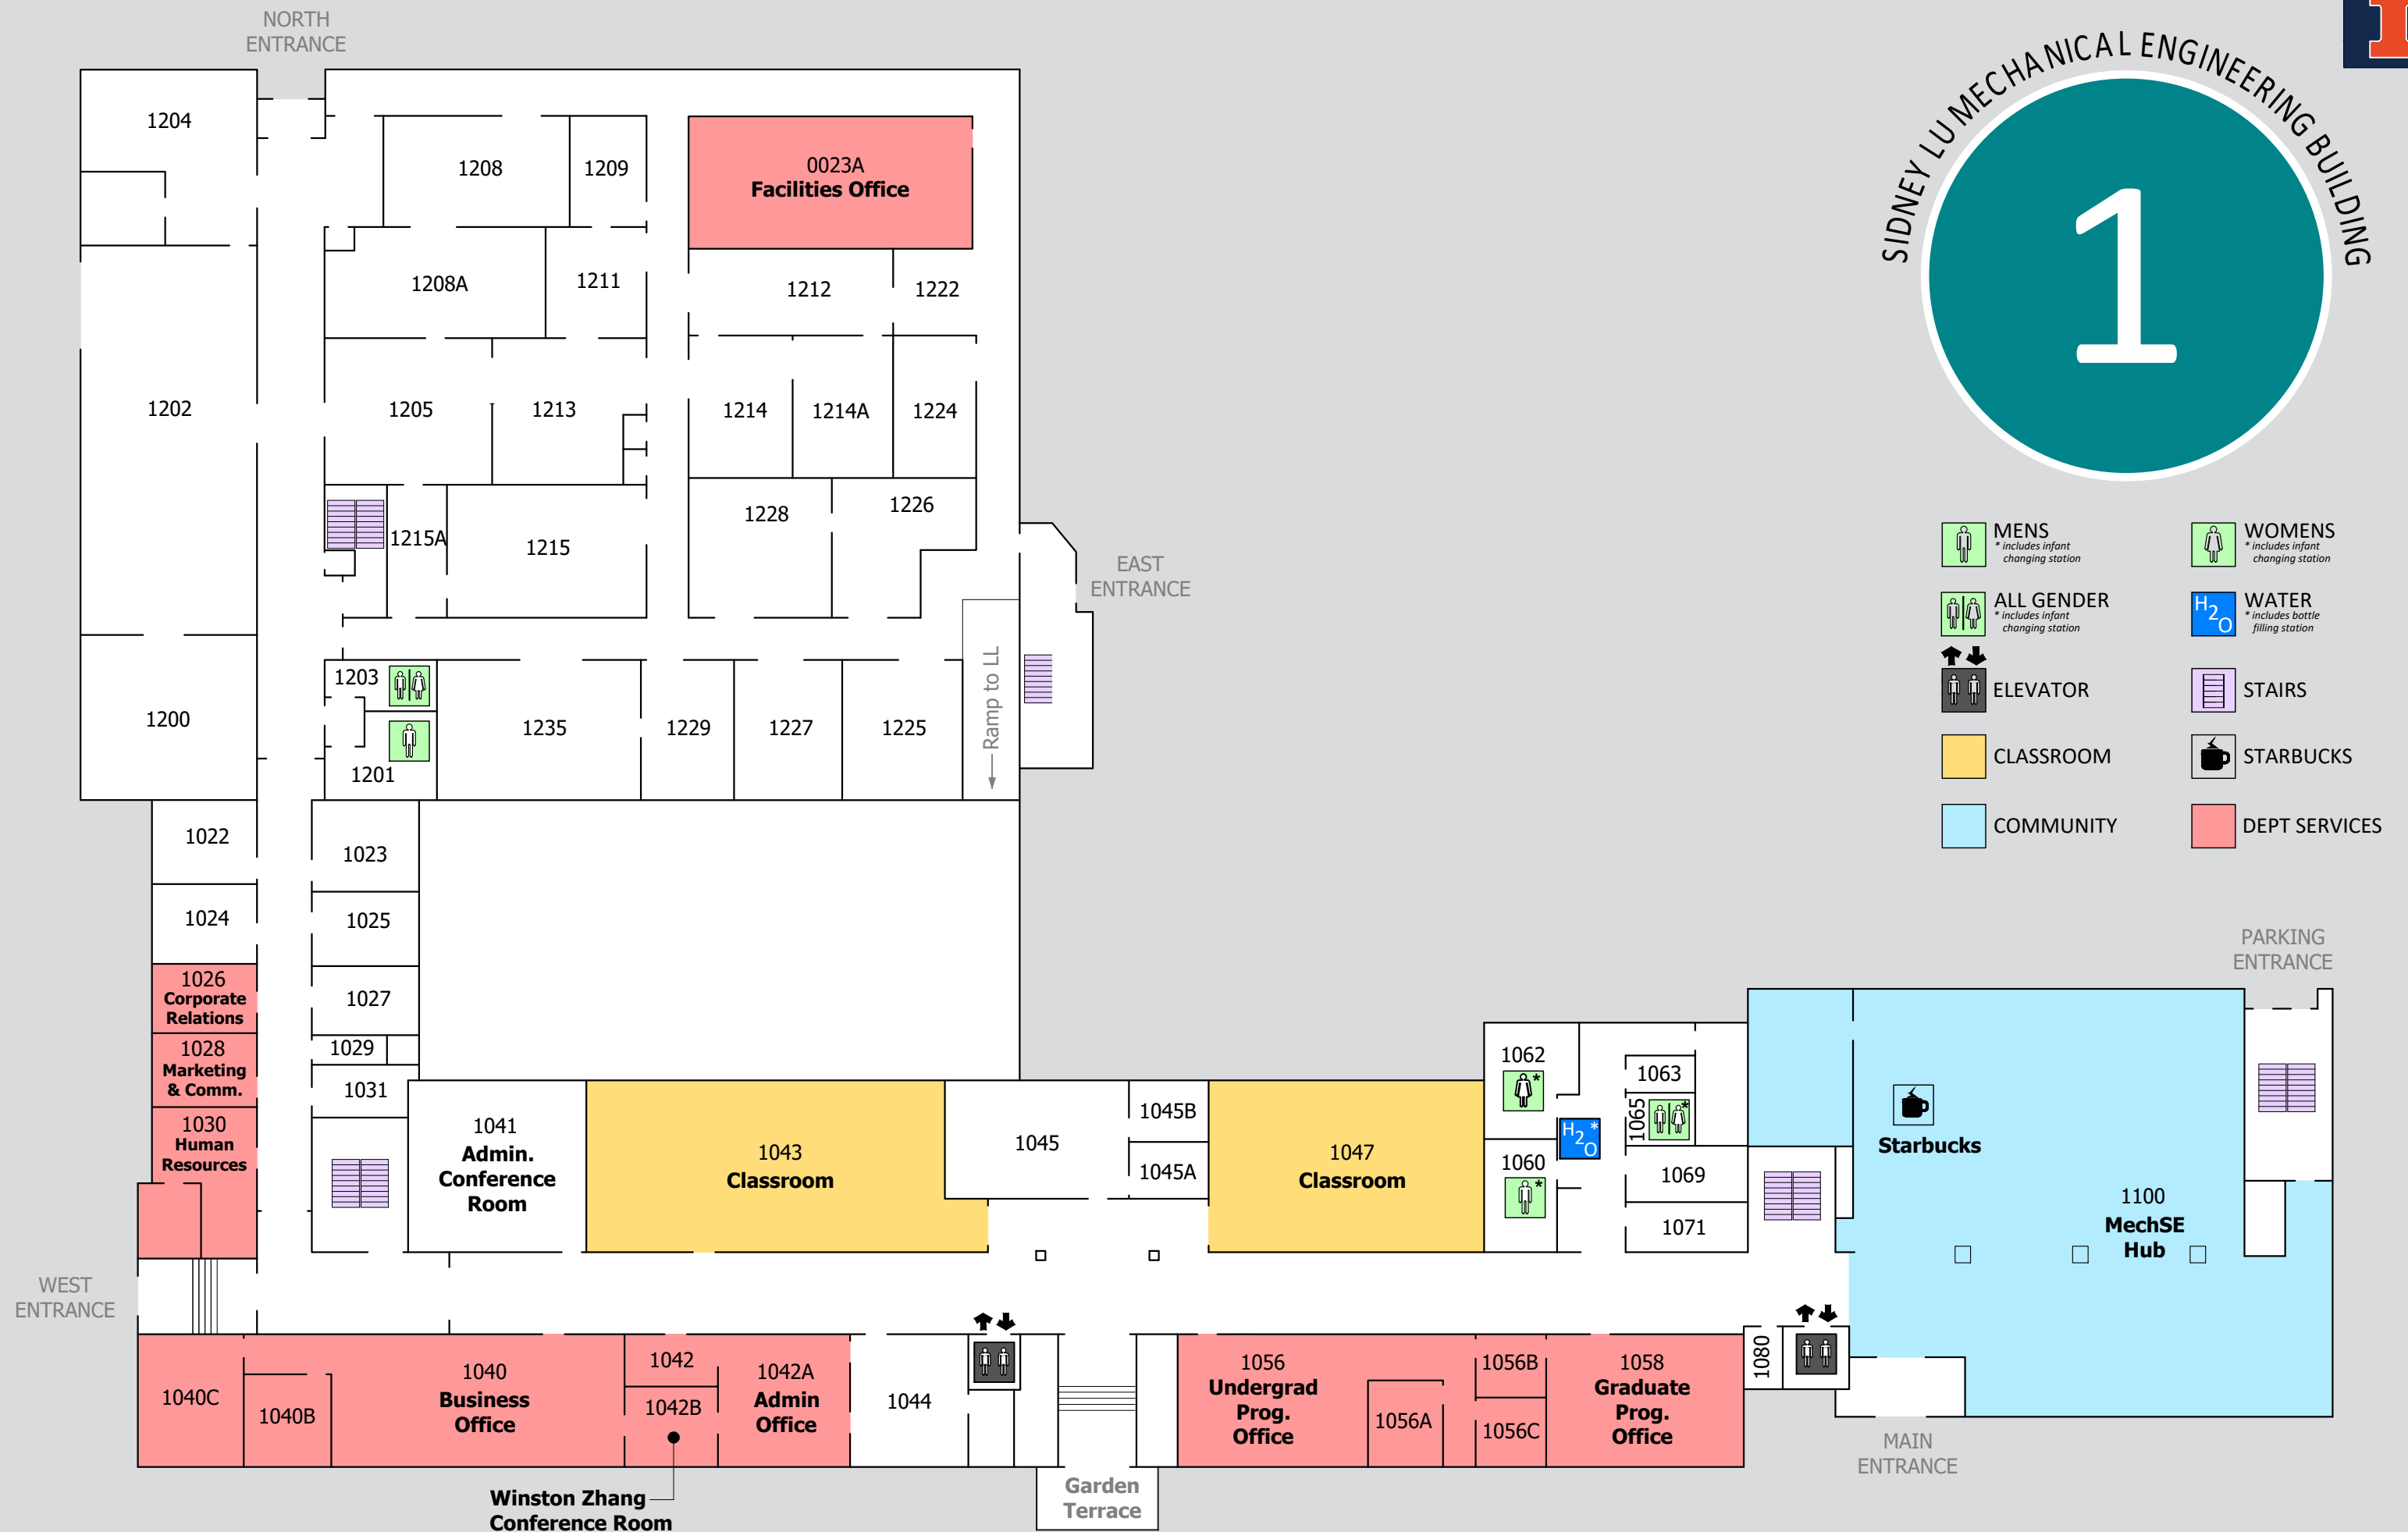 NORTH
ENTRANCE
SIDNEY LU MECHANICAL ENGINEERING BUILDING
1
1204
1208
1209
0023A
Facilities Office
1208A
1211
1212
1222
1202
1205
1213
1214
1214A
1224
1215A
1215
1228
1226
EAST
ENTRANCE
MENS
* includes infant
changing station
WOMENS
* includes infant
changing station
ALL GENDER
* includes infant
changing station
H2O
WATER
* includes bottle
filling station
ELEVATOR
STAIRS
CLASSROOM
STARBUCKS
COMMUNITY
DEPT SERVICES
1200
1203
1201
1235
1229
1227
1225
Ramp to LL
1022
1023
1024
1025
1026
Corporate
Relations
1027
1028
Marketing
& Comm.
1029
1030
Human
Resources
1031
1041
Admin.
Conference
Room
1043
Classroom
1045
1045B
1045A
1047
Classroom
1062
*
1060
*
H2O*
1063
1065
*
1069
1071
PARKING
ENTRANCE
Starbucks
1100
MechSE
Hub
WEST
ENTRANCE
1040C
1040B
1040
Business
Office
1042
1042B
1042A
Admin
Office
1044
1056
Undergrad
Prog.
Office
1056A
1056B
1056C
1058
Graduate
Prog.
Office
1080
MAIN
ENTRANCE
Winston Zhang
Conference Room
Garden
Terrace